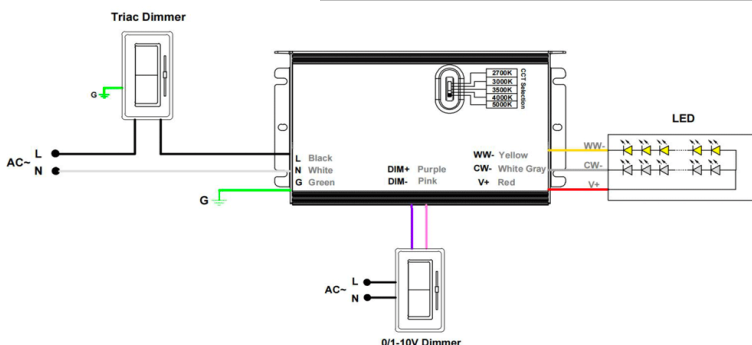 Triac Dimmer
G
AC~
L
N
2700K
3000K
3500K
4000K
5000K
CCT Selection
L Black
N White
G Green
DIM+ Purple
DIM- Pink
WW- Yellow
CW- White Gray
V+ Red
G
LED
WW-
CW-
V+
AC~
L
N
0/1-10V Dimmer